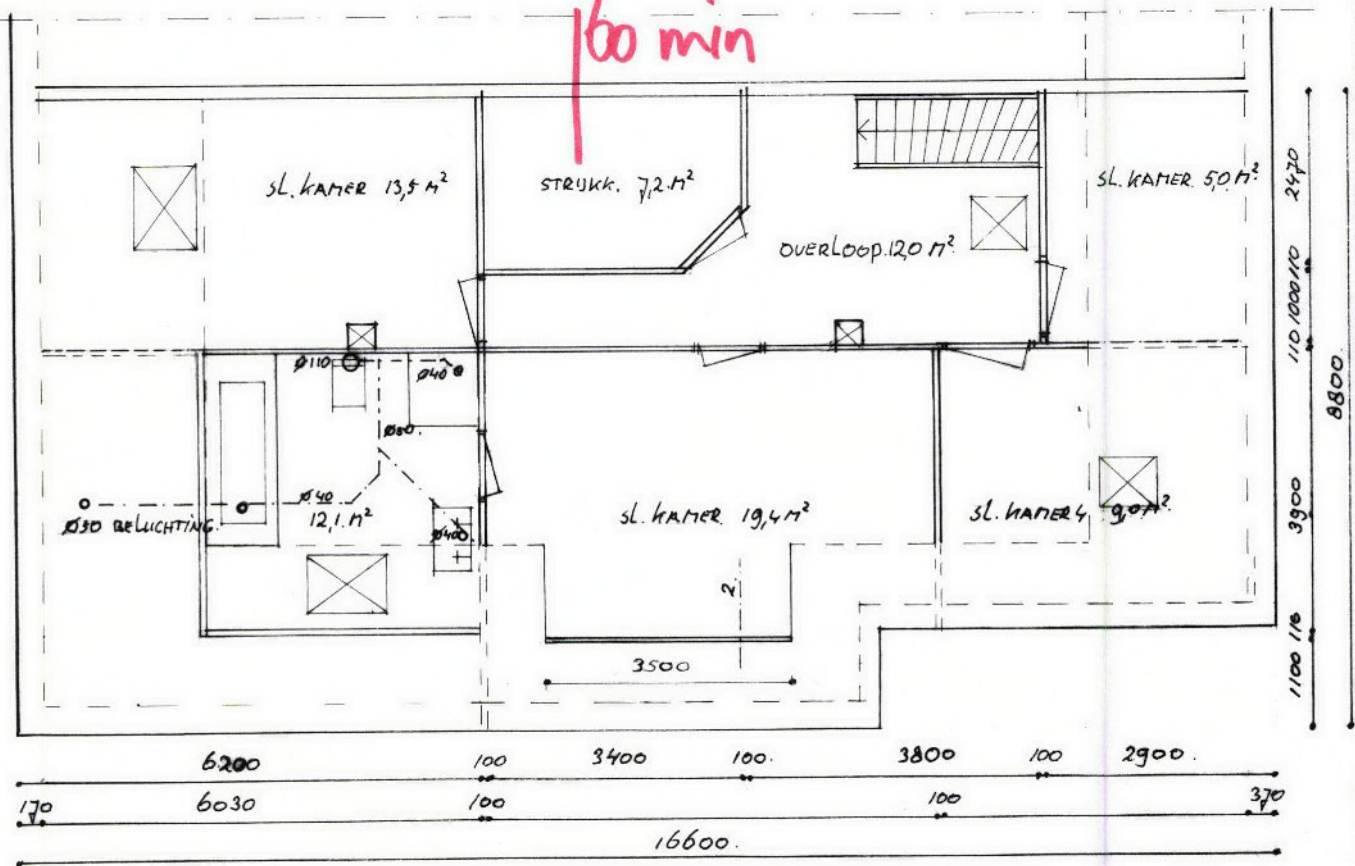 60 min
SL. KAMER 13,5 M²
STRIJKK. 7,2 M²
OVERLOOP. 12,0 M².
SL. KAMER. 5,0 M²
2470
110
1000
110
8800.
3900
116
1100
Ø110
Ø40
Ø50.
Ø40
12,1. M²
Ø50 BELUCHTING.
Ø400
SL. KAMER. 19,4 M²
SL. KAMER 4 9,0 M².
2.
3500
6200 100 3400 100. 3800 100 2900.
170 6030 100 100 370
16600.